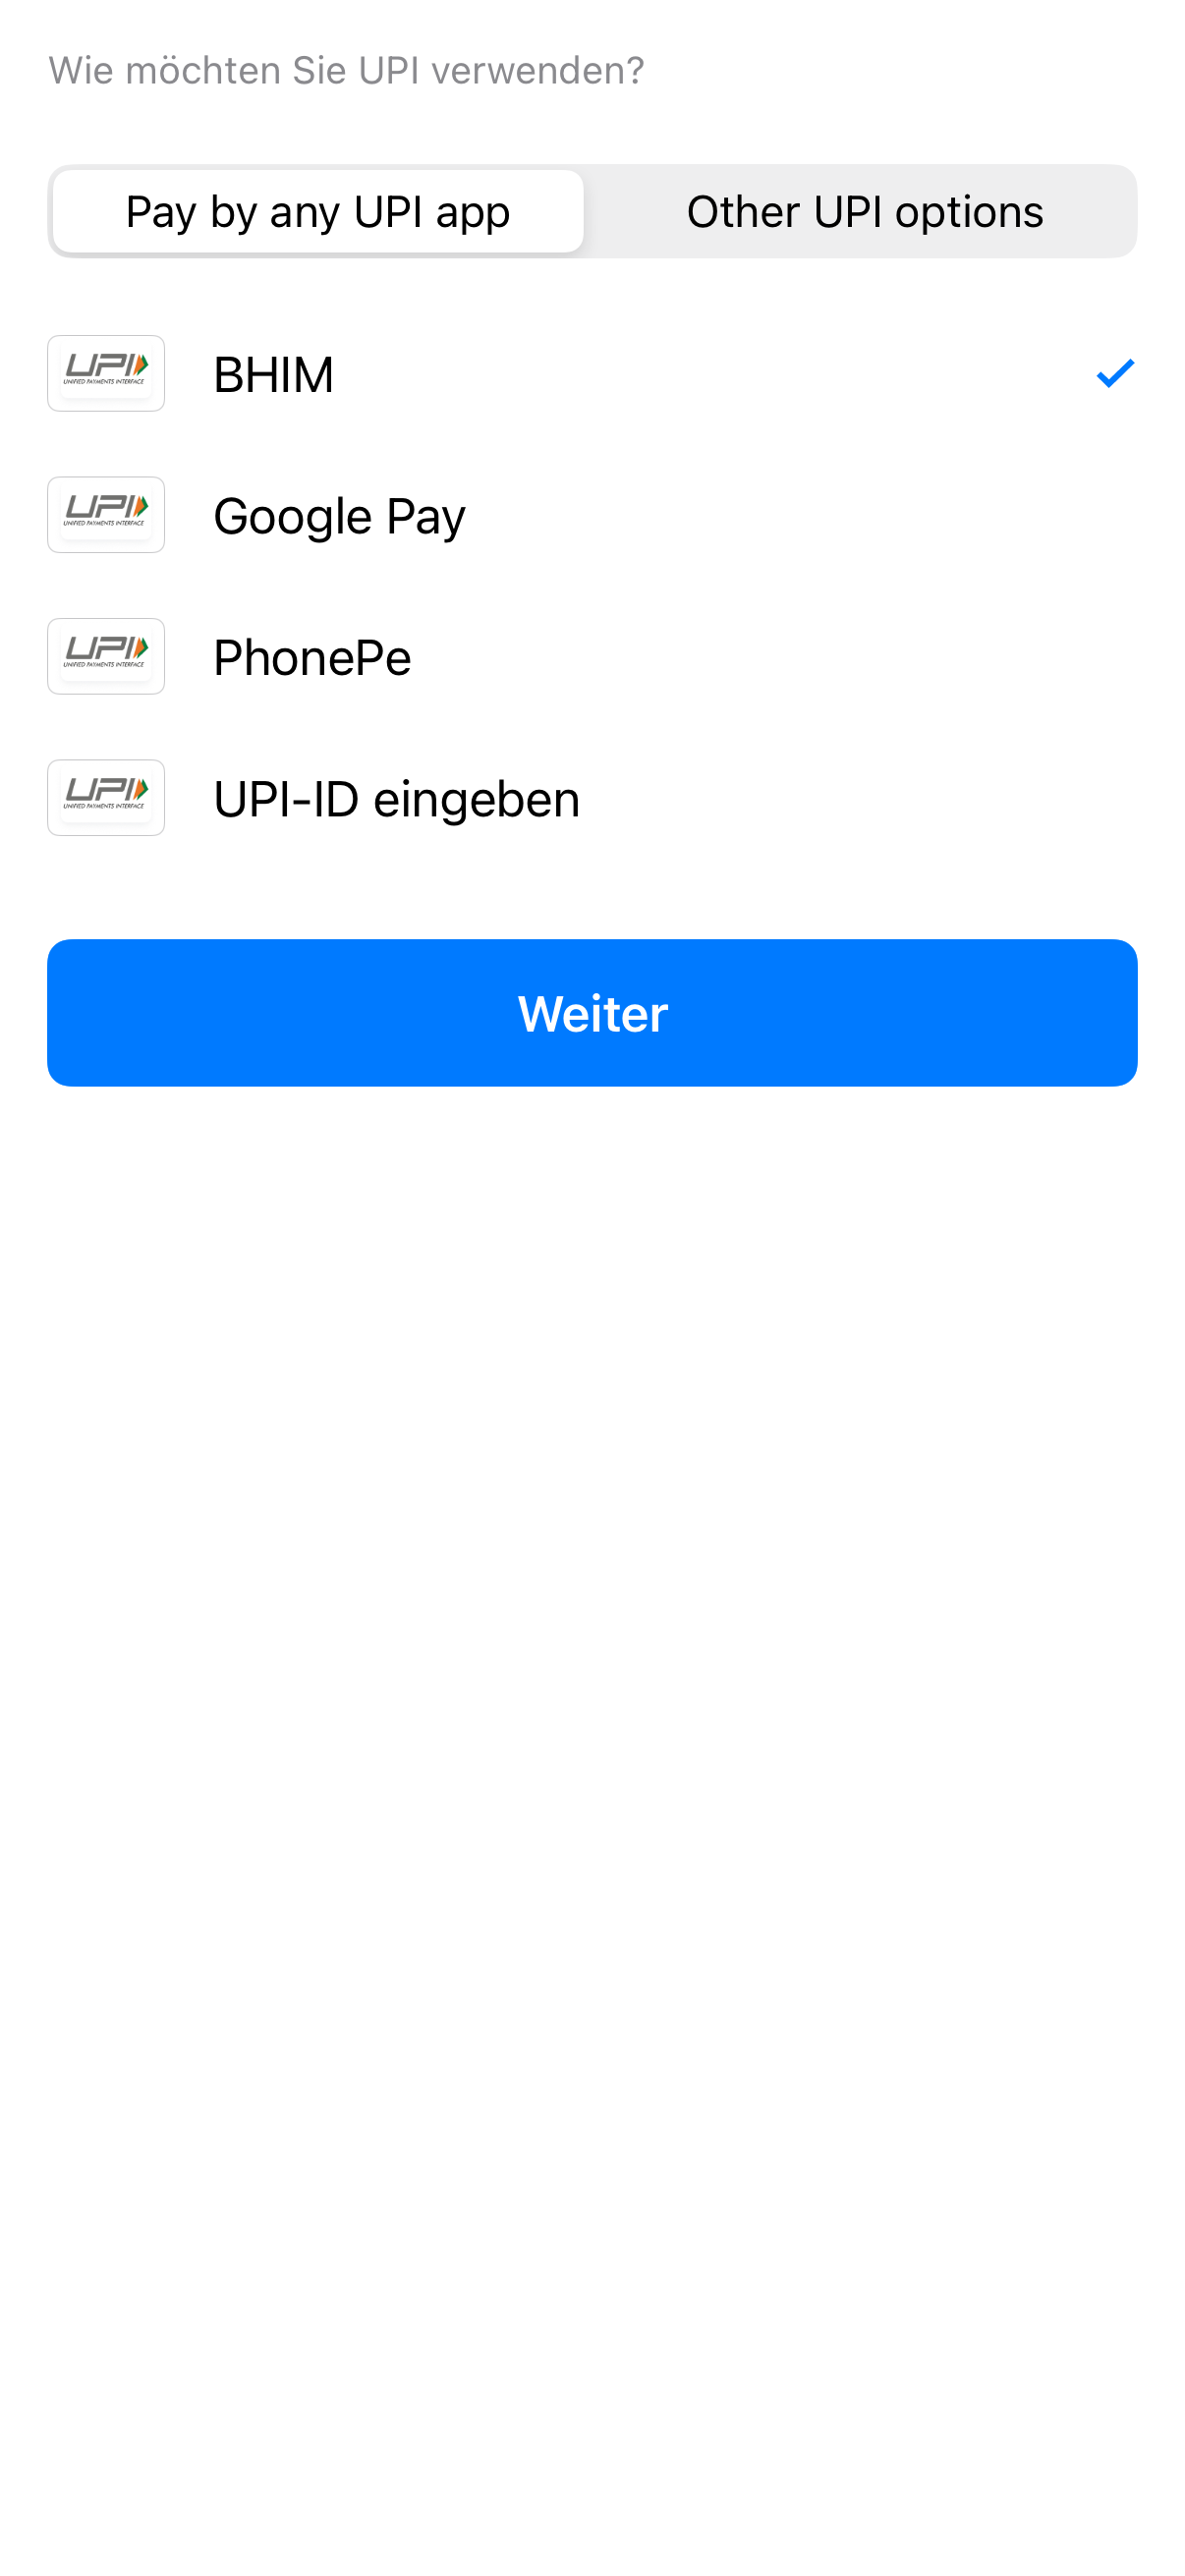 Wie möchten Sie UPI verwenden?
Pay by any UPI app
Other UPI options
UPI
UNIFIED PAYMENTS INTERFACE
BHIM
UPI
UNIFIED PAYMENTS INTERFACE
Google Pay
UPI
UNIFIED PAYMENTS INTERFACE
PhonePe
UPI
UNIFIED PAYMENTS INTERFACE
UPI-ID eingeben
Weiter